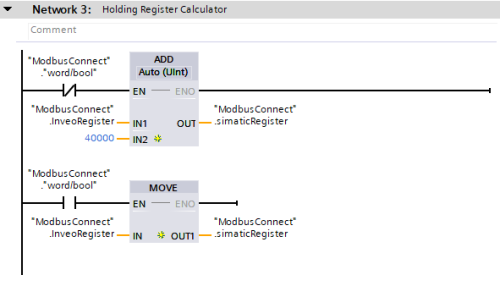 Network 3: Holding Register Calculator
Comment
"ModbusConnect"
."word/bool"
ADD
Auto (UInt)
EN ENO
"ModbusConnect"
.InveoRegister IN1
40000 IN2
OUT "ModbusConnect"
.simaticRegister
"ModbusConnect"
."word/bool"
MOVE
EN ENO
"ModbusConnect"
.InveoRegister IN
OUT1 "ModbusConnect"
.simaticRegister